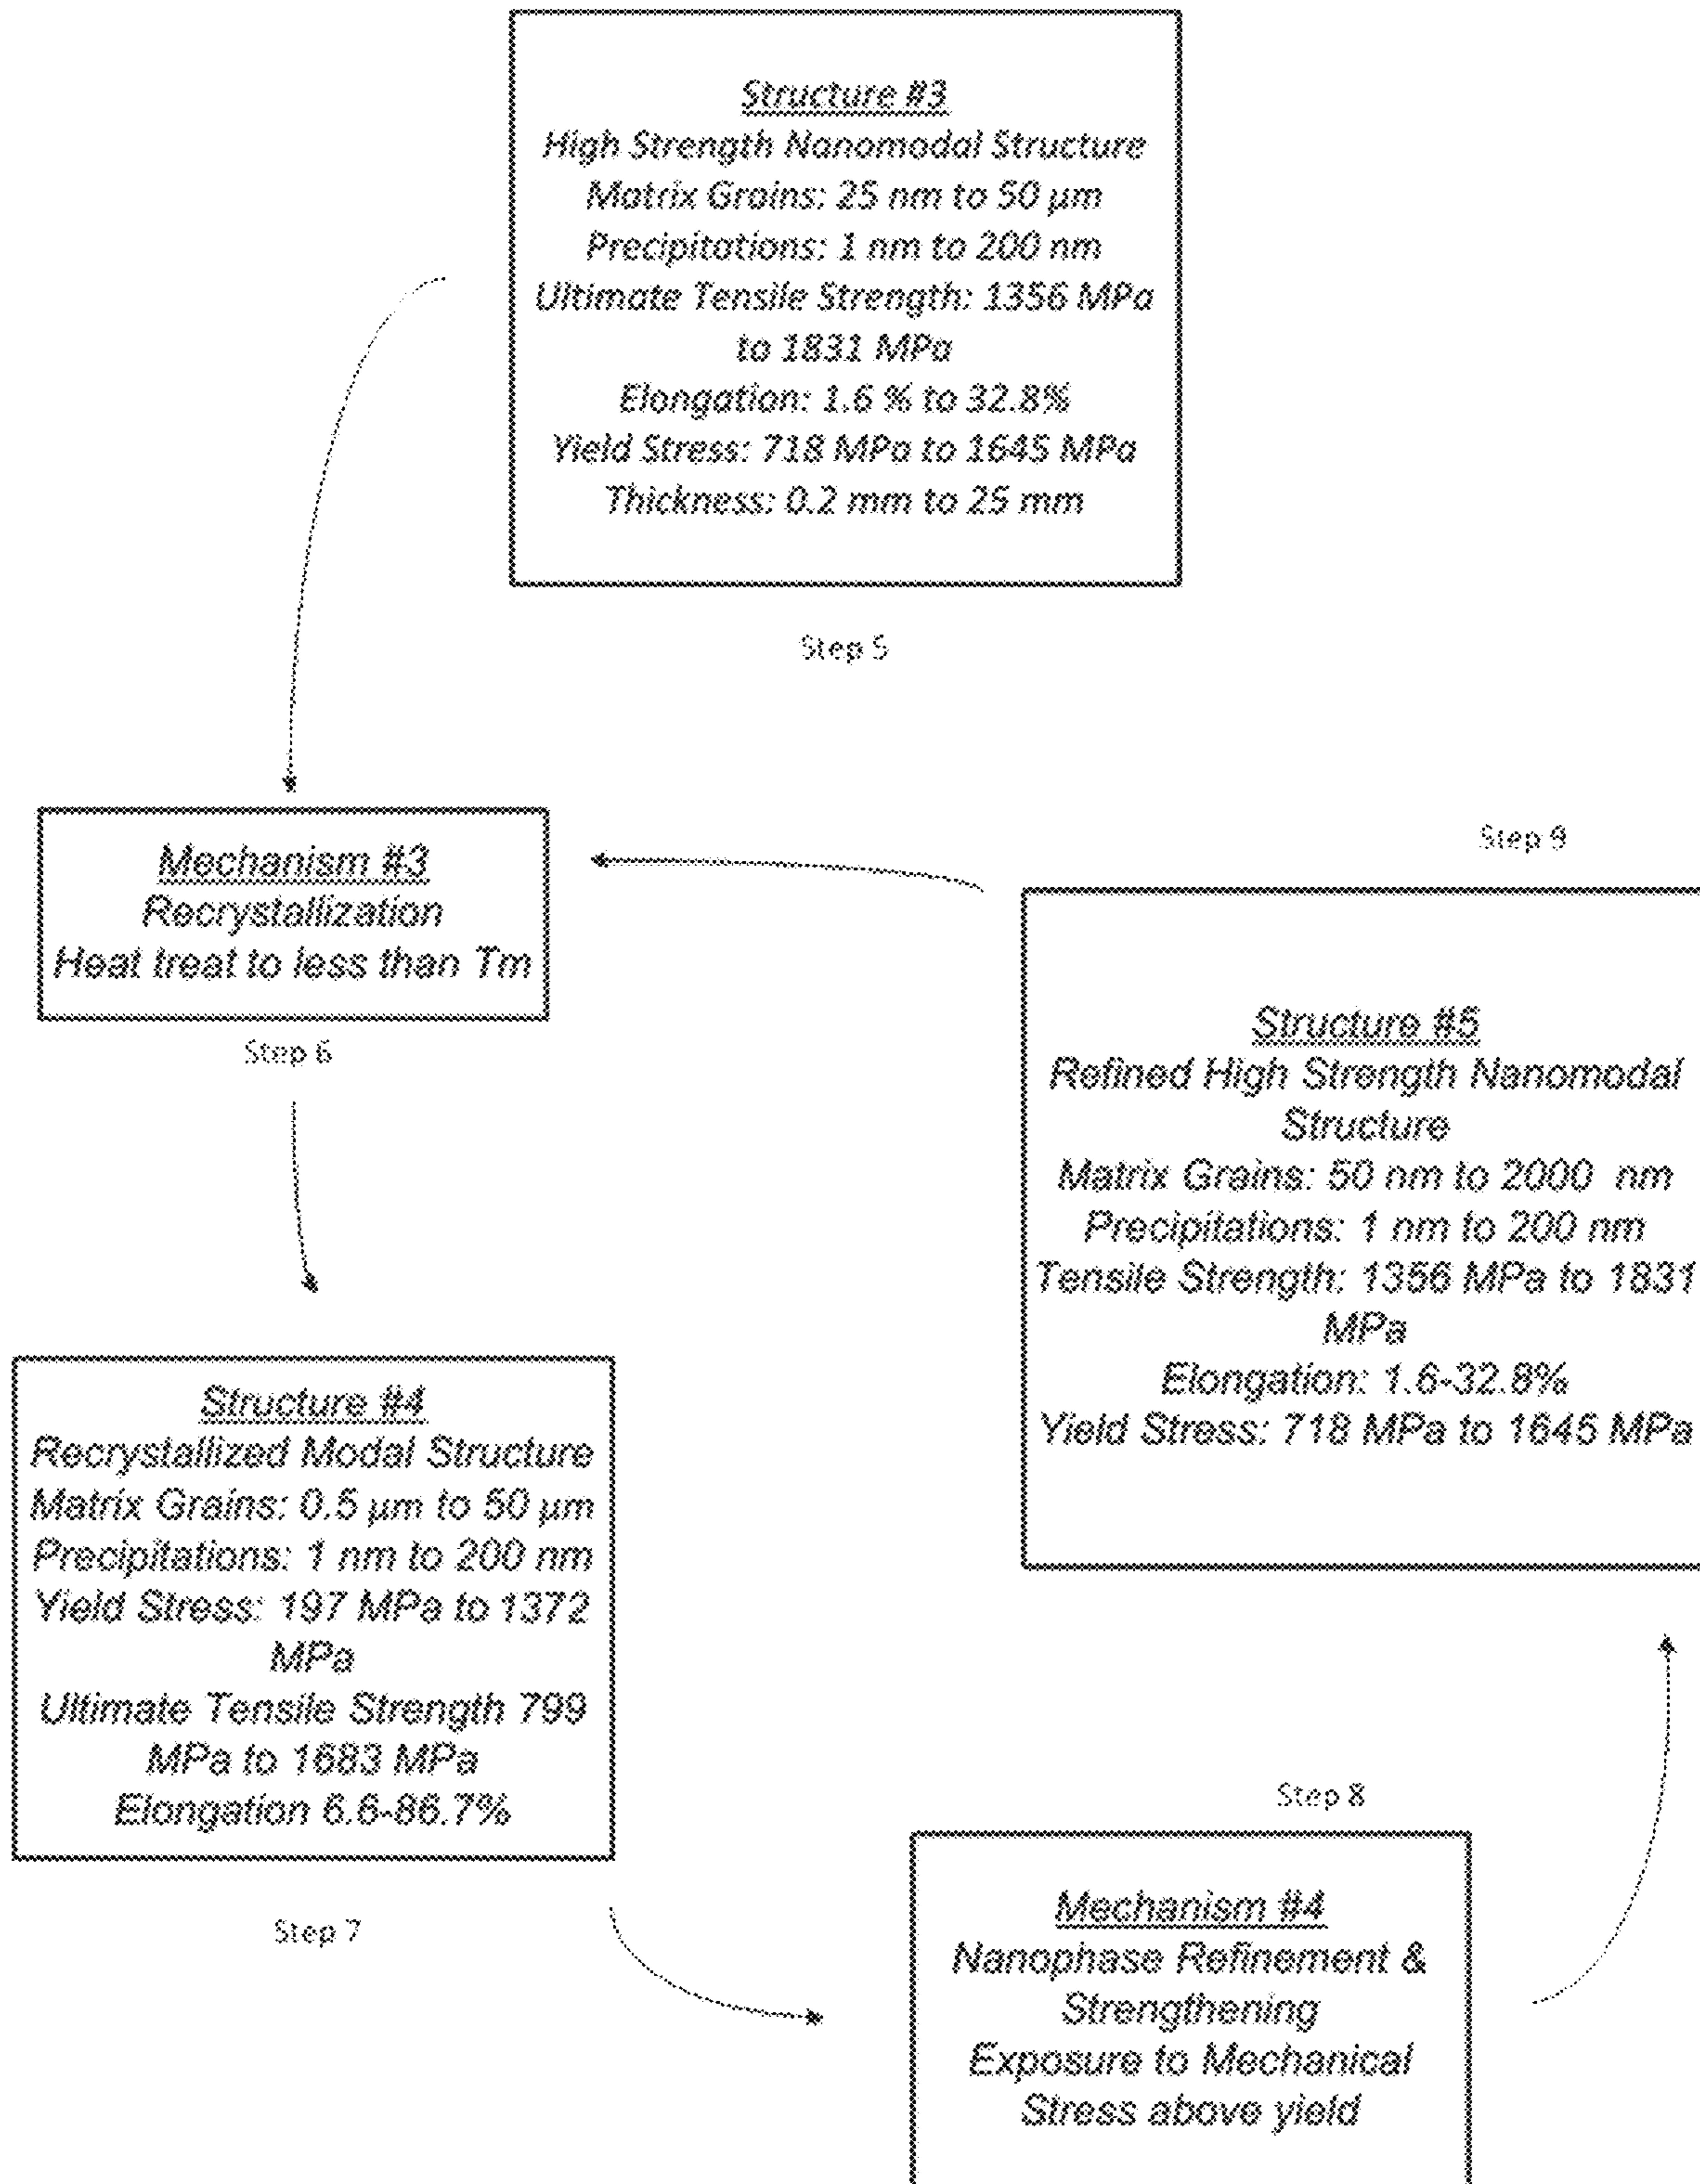 Structure #3
High Strength Nanomodal Structure
Matrix Grains: 25 nm to 50 µm
Precipitations: 1 nm to 200 nm
Ultimate Tensile Strength: 1356 MPa
to 1831 MPa
Elongation: 1.6 % to 32.8%
Yield Stress: 718 MPa to 1645 MPa
Thickness: 0.2 mm to 25 mm
Step 5
Mechanism #3
Recrystallization
Heat treat to less than Tm
Step 6
Structure #4
Recrystallized Modal Structure
Matrix Grains: 0.5 µm to 50 µm
Precipitations: 1 nm to 200 nm
Yield Stress: 197 MPa to 1372
MPa
Ultimate Tensile Strength 799
MPa to 1683 MPa
Elongation 6.6-86.7%
Step 7
Step 8
Mechanism #4
Nanophase Refinement &
Strengthening
Exposure to Mechanical
Stress above yield
Step 9
Structure #5
Refined High Strength Nanomodal
Structure
Matrix Grains: 50 nm to 2000 nm
Precipitations: 1 nm to 200 nm
Tensile Strength: 1356 MPa to 1831
MPa
Elongation: 1.6-32.8%
Yield Stress: 718 MPa to 1645 MPa